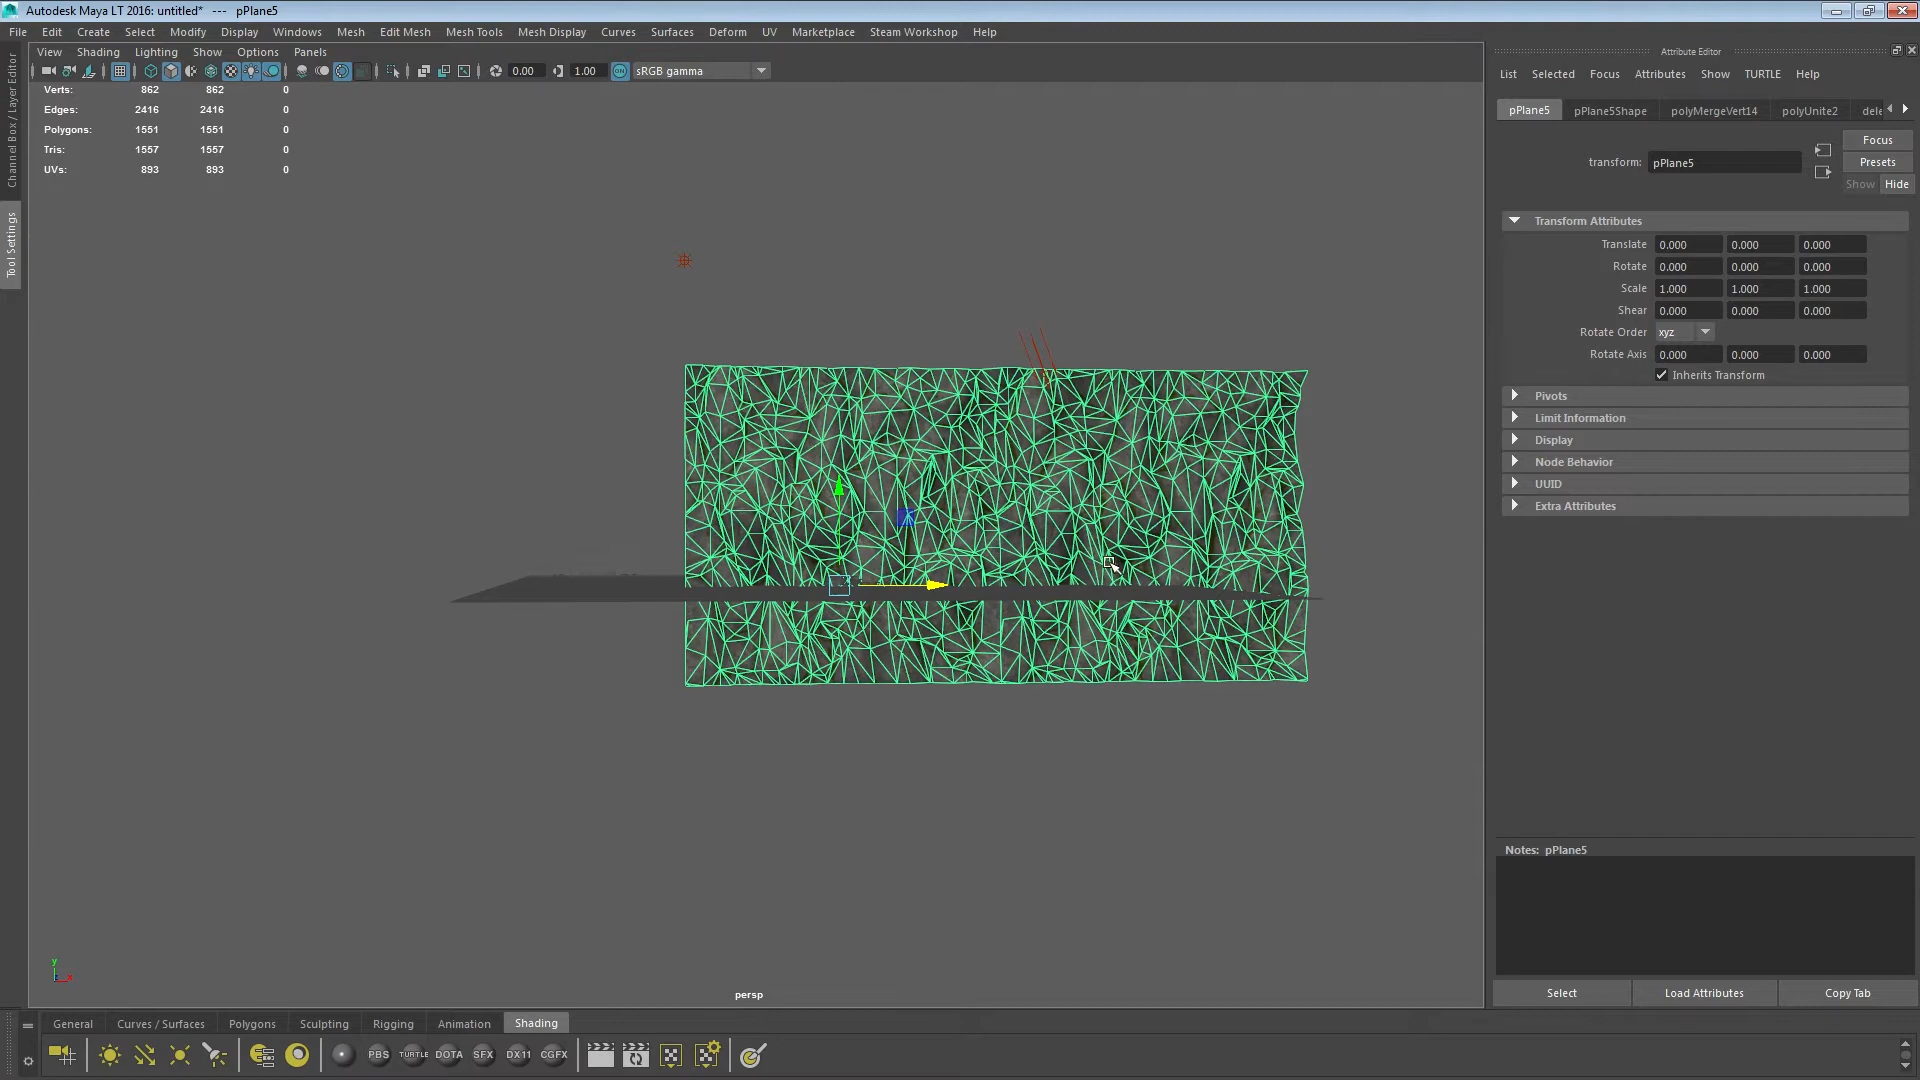 Autodesk Maya LT 2016: untitled*   ---   pPlane5
File Edit Create Select Modify Display Windows Mesh Edit Mesh Mesh Tools Mesh Display Curves Surfaces Deform UV Marketplace Steam Workshop Help
View Shading Lighting Show Options Panels
0.00 1.00 ON sRGB gamma
Verts: 862 862 0
Edges: 2416 2416 0
Polygons: 1551 1551 0
Tris: 1557 1557 0
UVs: 893 893 0
Channel Box / Layer Editor
Tool Settings
y
x
persp
Attribute Editor
List Selected Focus Attributes Show TURTLE Help
pPlane5 pPlane5Shape polyMergeVert14 polyUnite2 dele
Focus
transform: pPlane5
Presets
Show Hide
Transform Attributes
Translate 0.000 0.000 0.000
Rotate 0.000 0.000 0.000
Scale 1.000 1.000 1.000
Shear 0.000 0.000 0.000
Rotate Order xyz
Rotate Axis 0.000 0.000 0.000
Inherits Transform
Pivots
Limit Information
Display
Node Behavior
UUID
Extra Attributes
Notes: pPlane5
Select Load Attributes Copy Tab
General Curves / Surfaces Polygons Sculpting Rigging Animation Shading
PBS TURTLE DOTA SFX DX11 CGFX